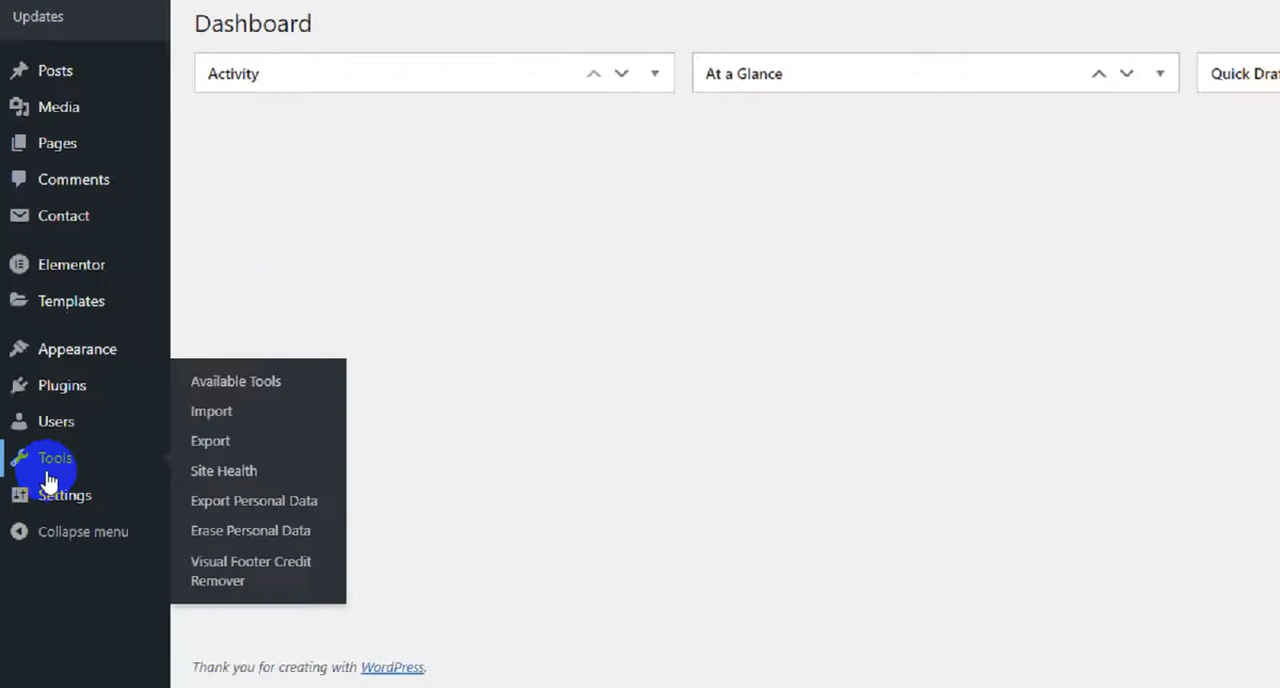 Updates
Posts
Media
Pages
Comments
Contact
Elementor
Templates
Appearance
Plugins
Users
Tools
Settings
Collapse menu
Available Tools
Import
Export
Site Health
Export Personal Data
Erase Personal Data
Visual Footer Credit
Remover
Dashboard
Activity
At a Glance
Quick Dra
Thank you for creating with WordPress.